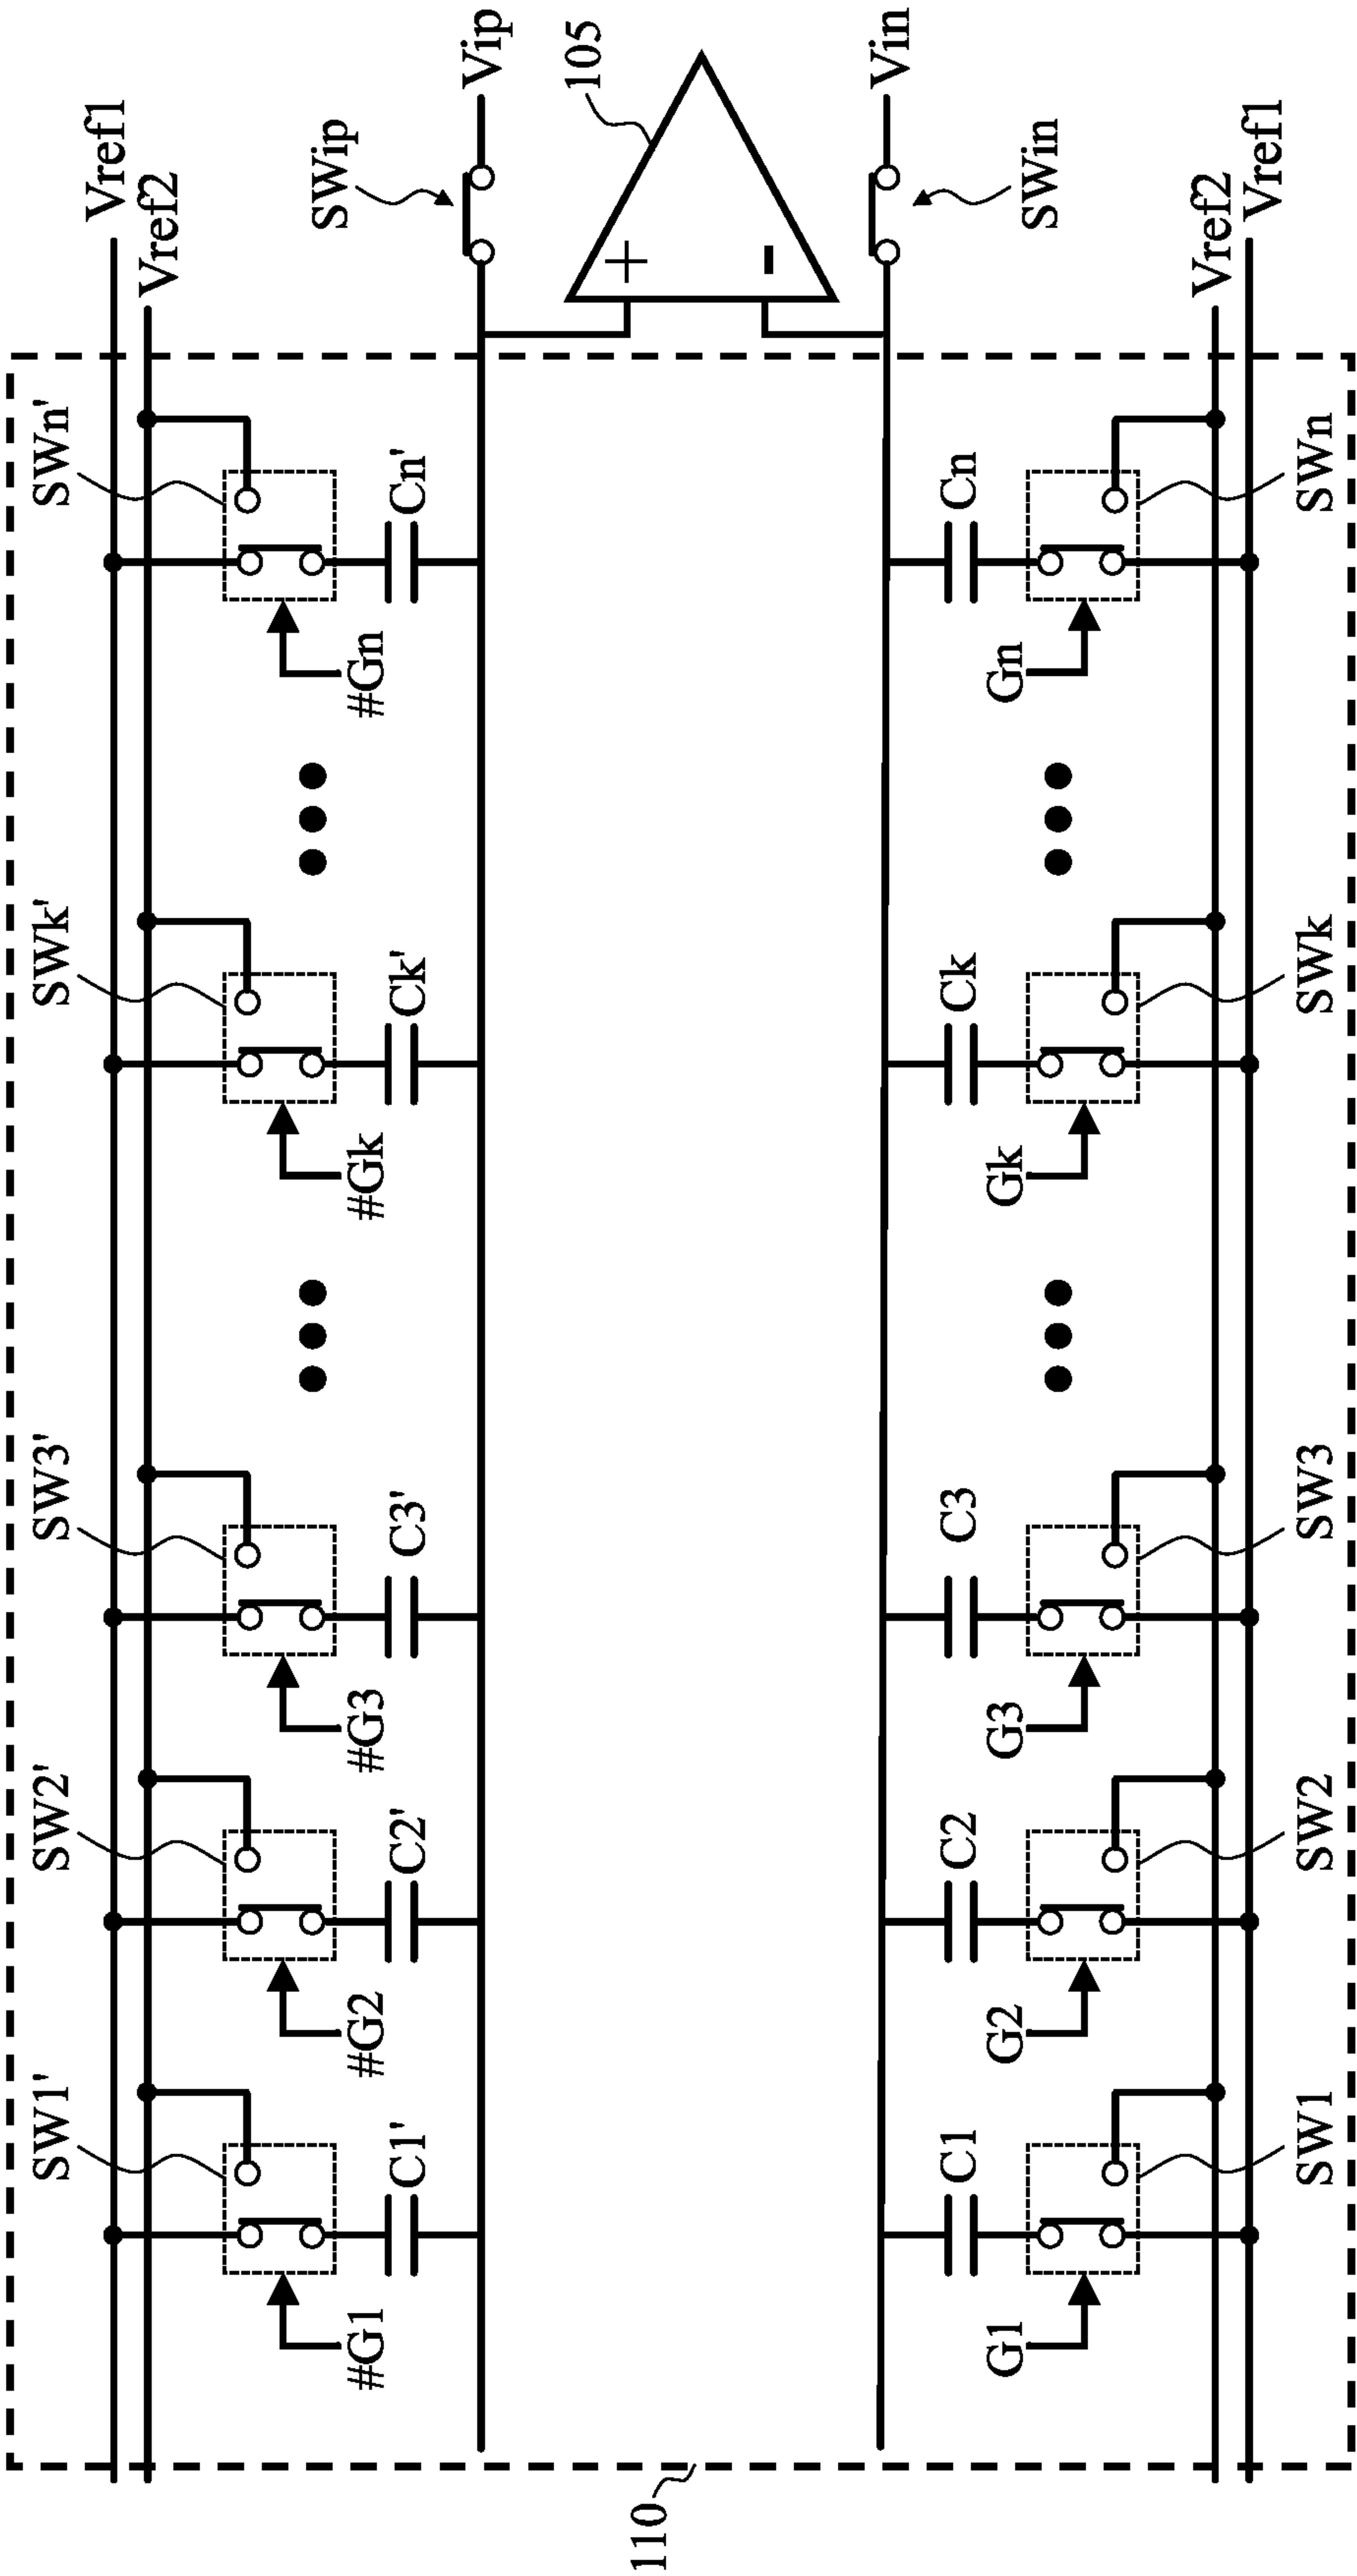 SW1' SW2' SW3' SWk' SWn'
Vref1
Vref2
#G1 #G2 #G3 #Gk #Gn
C1' C2' C3' Ck' Cn'
SWip
Vip
105
+
-
110
Vin
SWin
C1 C2 C3 Ck Cn
G1 G2 G3 Gk Gn
Vref2
Vref1
SW1 SW2 SW3 SWk SWn